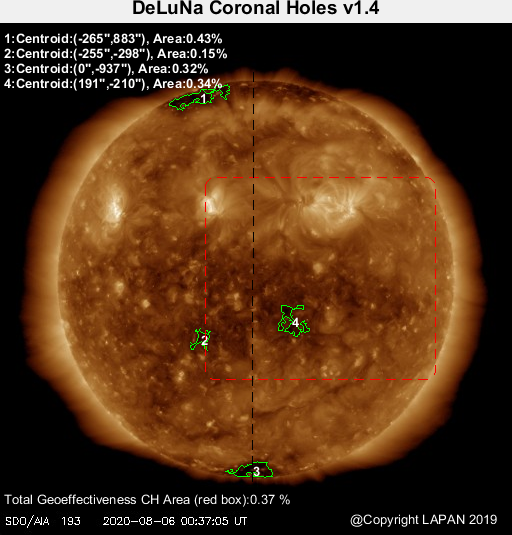 DeLuNa Coronal Holes v1.4
1:Centroid:(-265",883"), Area:0.43%
2:Centroid:(-255",-298"), Area:0.15%
3:Centroid:(0",-937"), Area:0.32%
4:Centroid:(191",-210"), Area:0.34%
1
4
2
3
Total Geoeffectiveness CH Area (red box):0.37 %
SDO/AIA 193 2020-08-06 00:37:05 UT
@Copyright LAPAN 2019